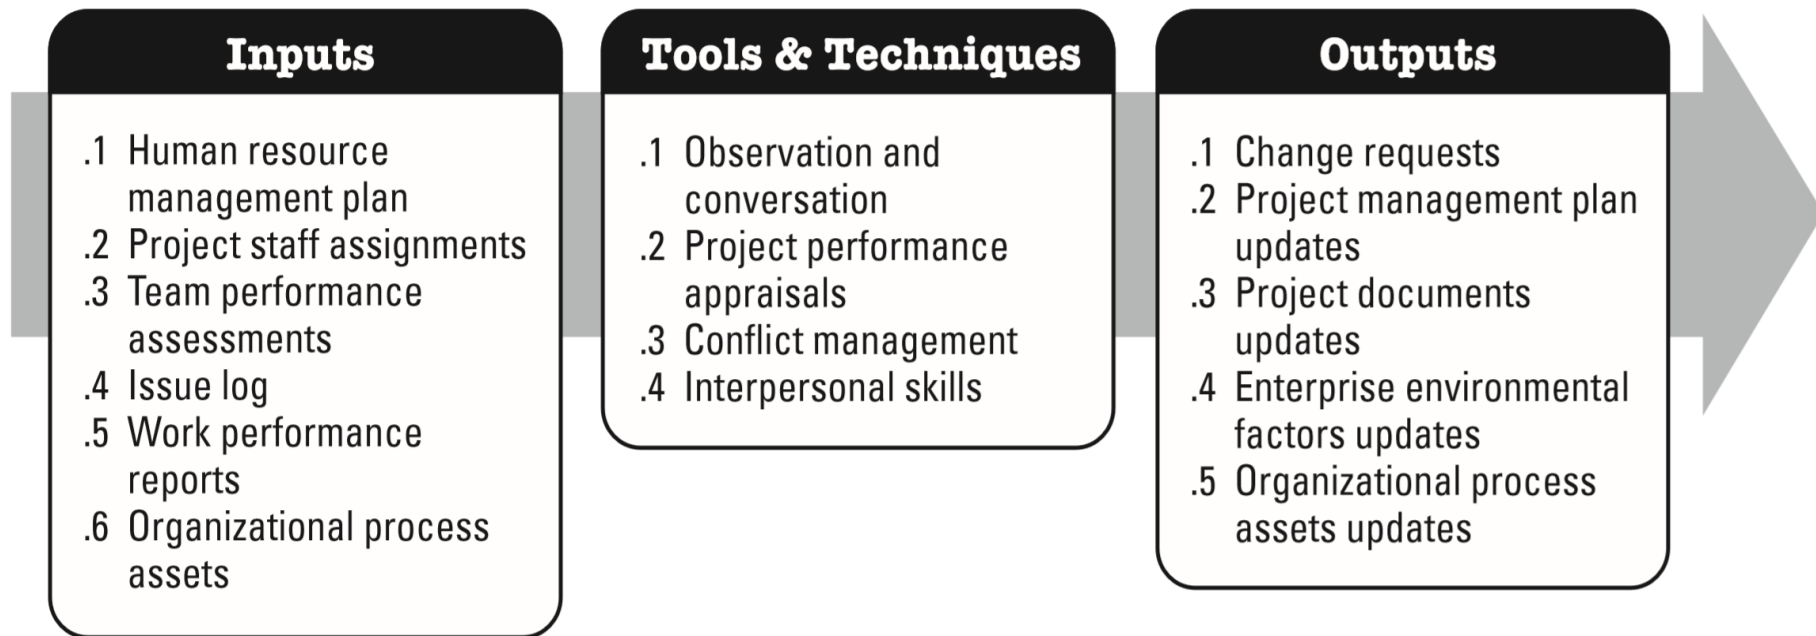 Inputs
.1 Human resource
management plan
.2 Project staff assignments
.3 Team performance
assessments
.4 Issue log
.5 Work performance
reports
.6 Organizational process
assets
Tools & Techniques
.1 Observation and
conversation
.2 Project performance
appraisals
.3 Conflict management
.4 Interpersonal skills
Outputs
.1 Change requests
.2 Project management plan
updates
.3 Project documents
updates
.4 Enterprise environmental
factors updates
.5 Organizational process
assets updates